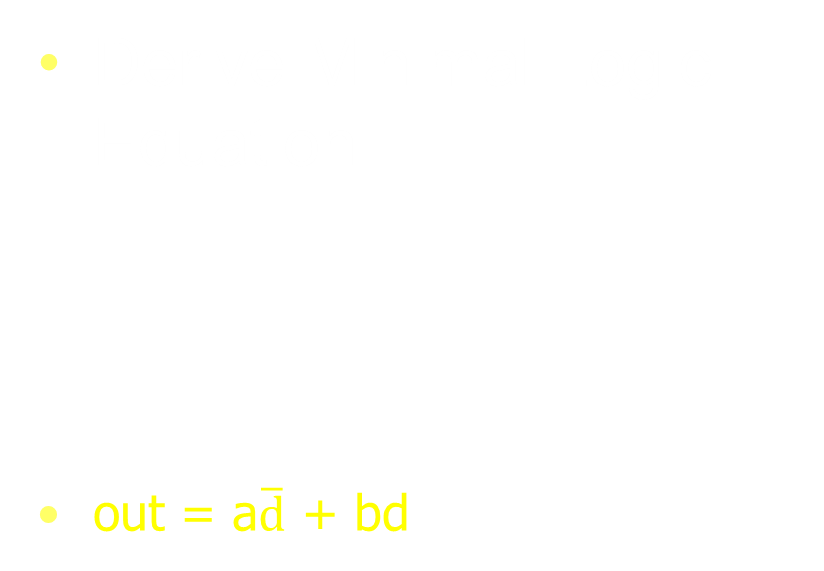 • out = ad̅ + bd